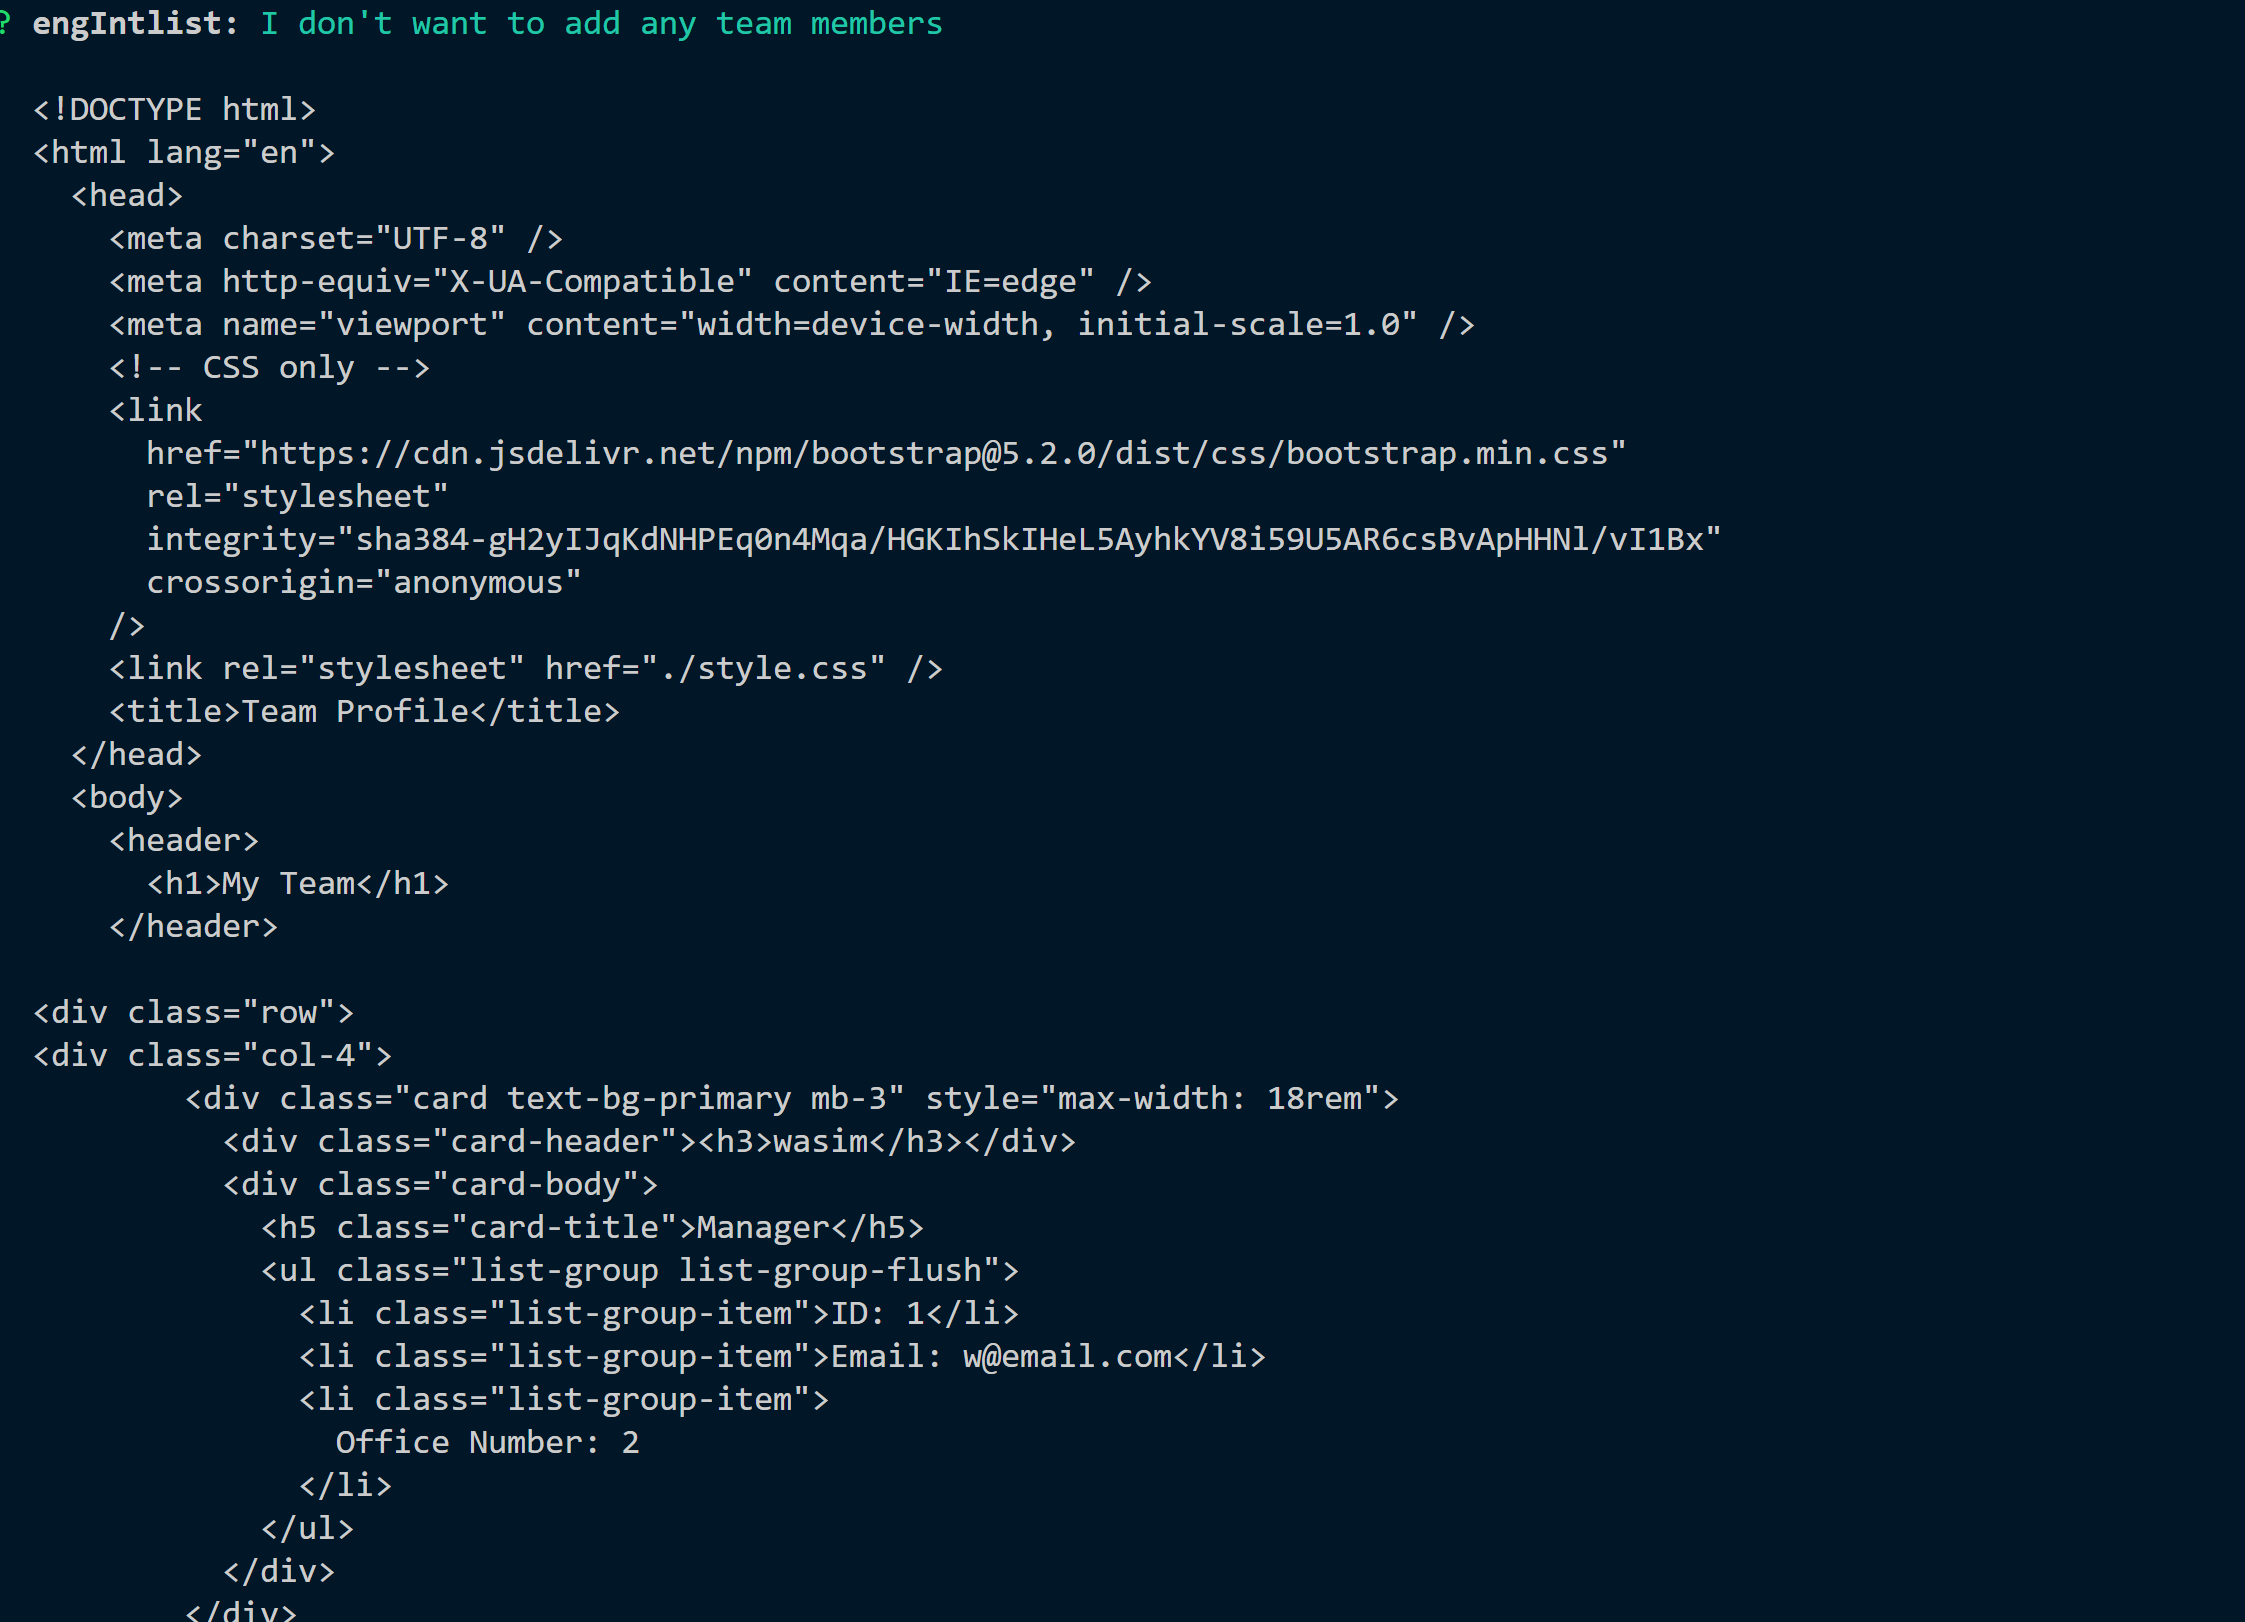 ? engIntlist: I don't want to add any team members
<!DOCTYPE html>
<html lang="en">
<head>
<meta charset="UTF-8" />
<meta http-equiv="X-UA-Compatible" content="IE=edge" />
<meta name="viewport" content="width=device-width, initial-scale=1.0" />
<!-- CSS only -->
<link
href="https://cdn.jsdelivr.net/npm/bootstrap@5.2.0/dist/css/bootstrap.min.css"
rel="stylesheet"
integrity="sha384-gH2yIJqKdNHPEq0n4Mqa/HGKIhSkIHeL5AyhkYV8i59U5AR6csBvApHHNl/vI1Bx"
crossorigin="anonymous"
/>
<link rel="stylesheet" href="./style.css" />
<title>Team Profile</title>
</head>
<body>
<header>
<h1>My Team</h1>
</header>
<div class="row">
<div class="col-4">
<div class="card text-bg-primary mb-3" style="max-width: 18rem">
<div class="card-header"><h3>wasim</h3></div>
<div class="card-body">
<h5 class="card-title">Manager</h5>
<ul class="list-group list-group-flush">
<li class="list-group-item">ID: 1</li>
<li class="list-group-item">Email: w@email.com</li>
<li class="list-group-item">
Office Number: 2
</li>
</ul>
</div>
</div>